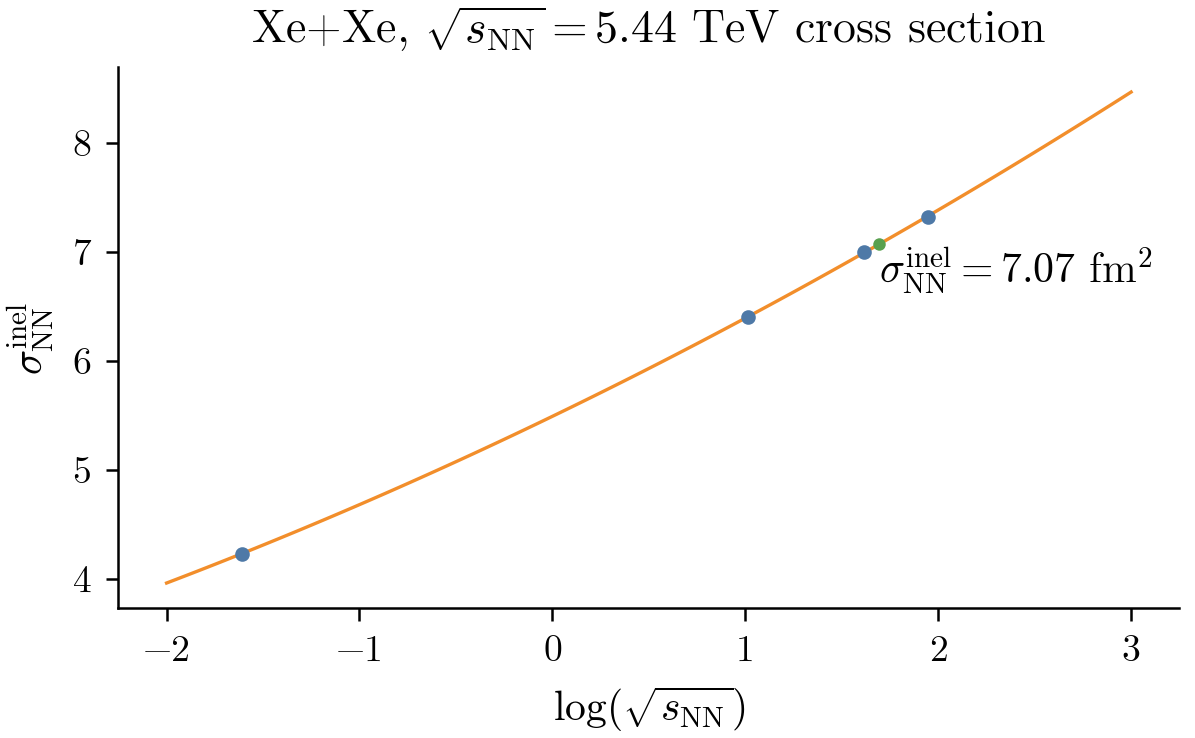 Xe+Xe, √s_NN = 5.44 TeV cross section
σ_NN^inel
8
7
6
5
4
σ_NN^inel = 7.07 fm²
−2 −1 0 1 2 3
log(√s_NN)